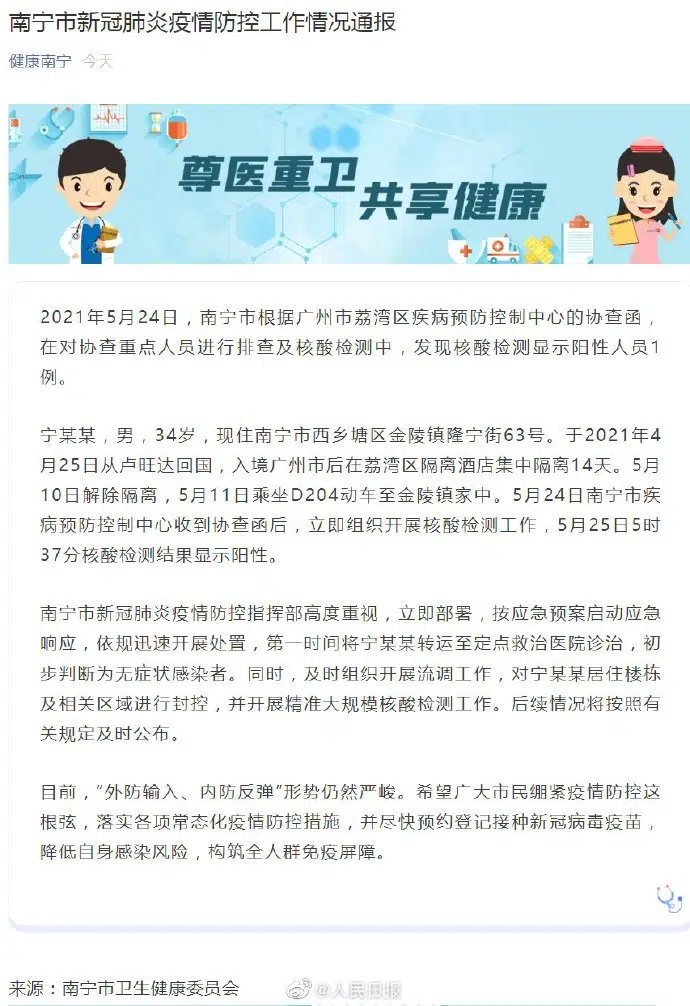 南宁市新冠肺炎疫情防控工作情况通报
健康南宁 今天
尊医重卫
共享健康
2021年5月24日，南宁市根据广州市荔湾区疾病预防控制中心的协查函，
在对协查重点人员进行排查及核酸检测中，发现核酸检测显示阳性人员1
例。
宁某某，男，34岁，现住南宁市西乡塘区金陵镇隆宁街63号。于2021年4
月25日从卢旺达回国，入境广州市后在荔湾区隔离酒店集中隔离14天。5月
10日解除隔离，5月11日乘坐D204动车至金陵镇家中。5月24日南宁市疾
病预防控制中心收到协查函后，立即组织开展核酸检测工作，5月25日5时
37分核酸检测结果显示阳性。
南宁市新冠肺炎疫情防控指挥部高度重视，立即部署，按应急预案启动应急
响应，依规迅速开展处置，第一时间将宁某某转运至定点救治医院诊治，初
步判断为无症状感染者。同时，及时组织开展流调工作，对宁某某居住楼栋
及相关区域进行封控，并开展精准大规模核酸检测工作。后续情况将按照有
关规定及时公布。
目前，“外防输入、内防反弹”形势仍然严峻。希望广大市民绷紧疫情防控这
根弦，落实各项常态化疫情防控措施，并尽快预约登记接种新冠病毒疫苗，
降低自身感染风险，构筑全人群免疫屏障。
来源：南宁市卫生健康委员会
@人民日报